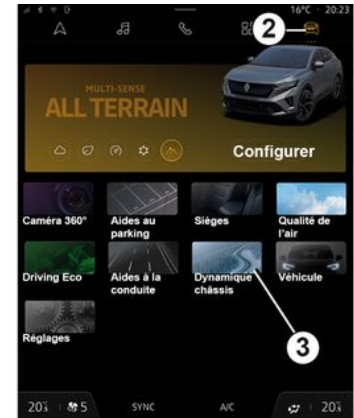 16°C 20:23
2
MULTI-SENSE
ALL TERRAIN
Configurer
Caméra 360°
Aides au
parking
Sièges
Qualité de
l'air
Driving Eco
Aides à la
conduite
Dynamique
châssis
Véhicule
3
Réglages
5 SYNC A/C